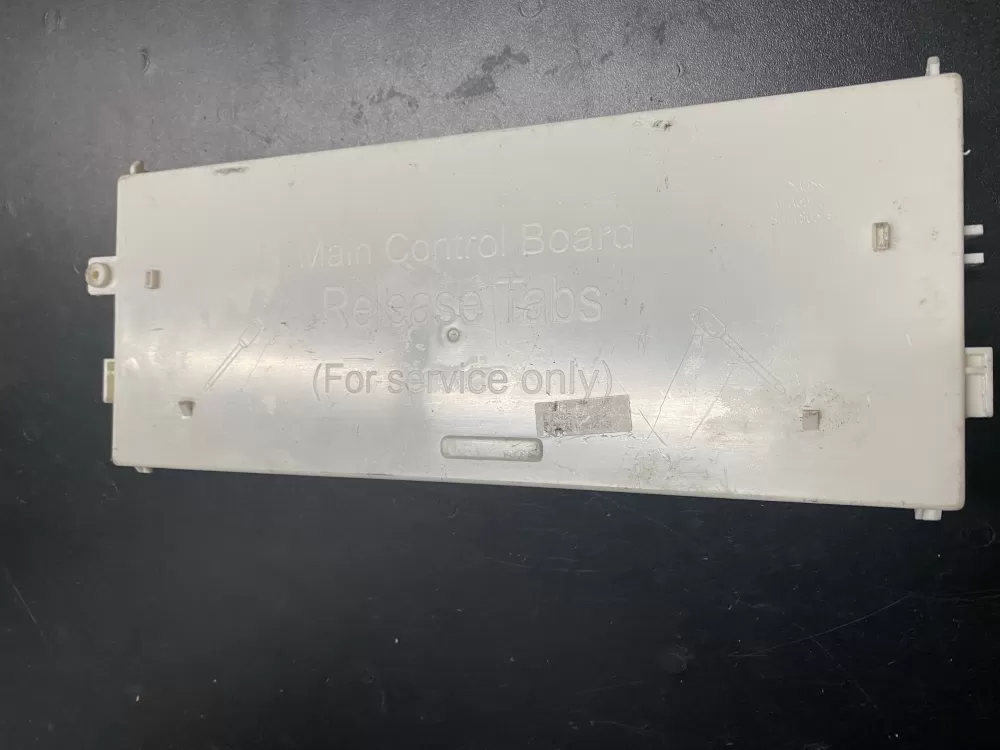 Main Control Board
Release Tabs
(For service only)